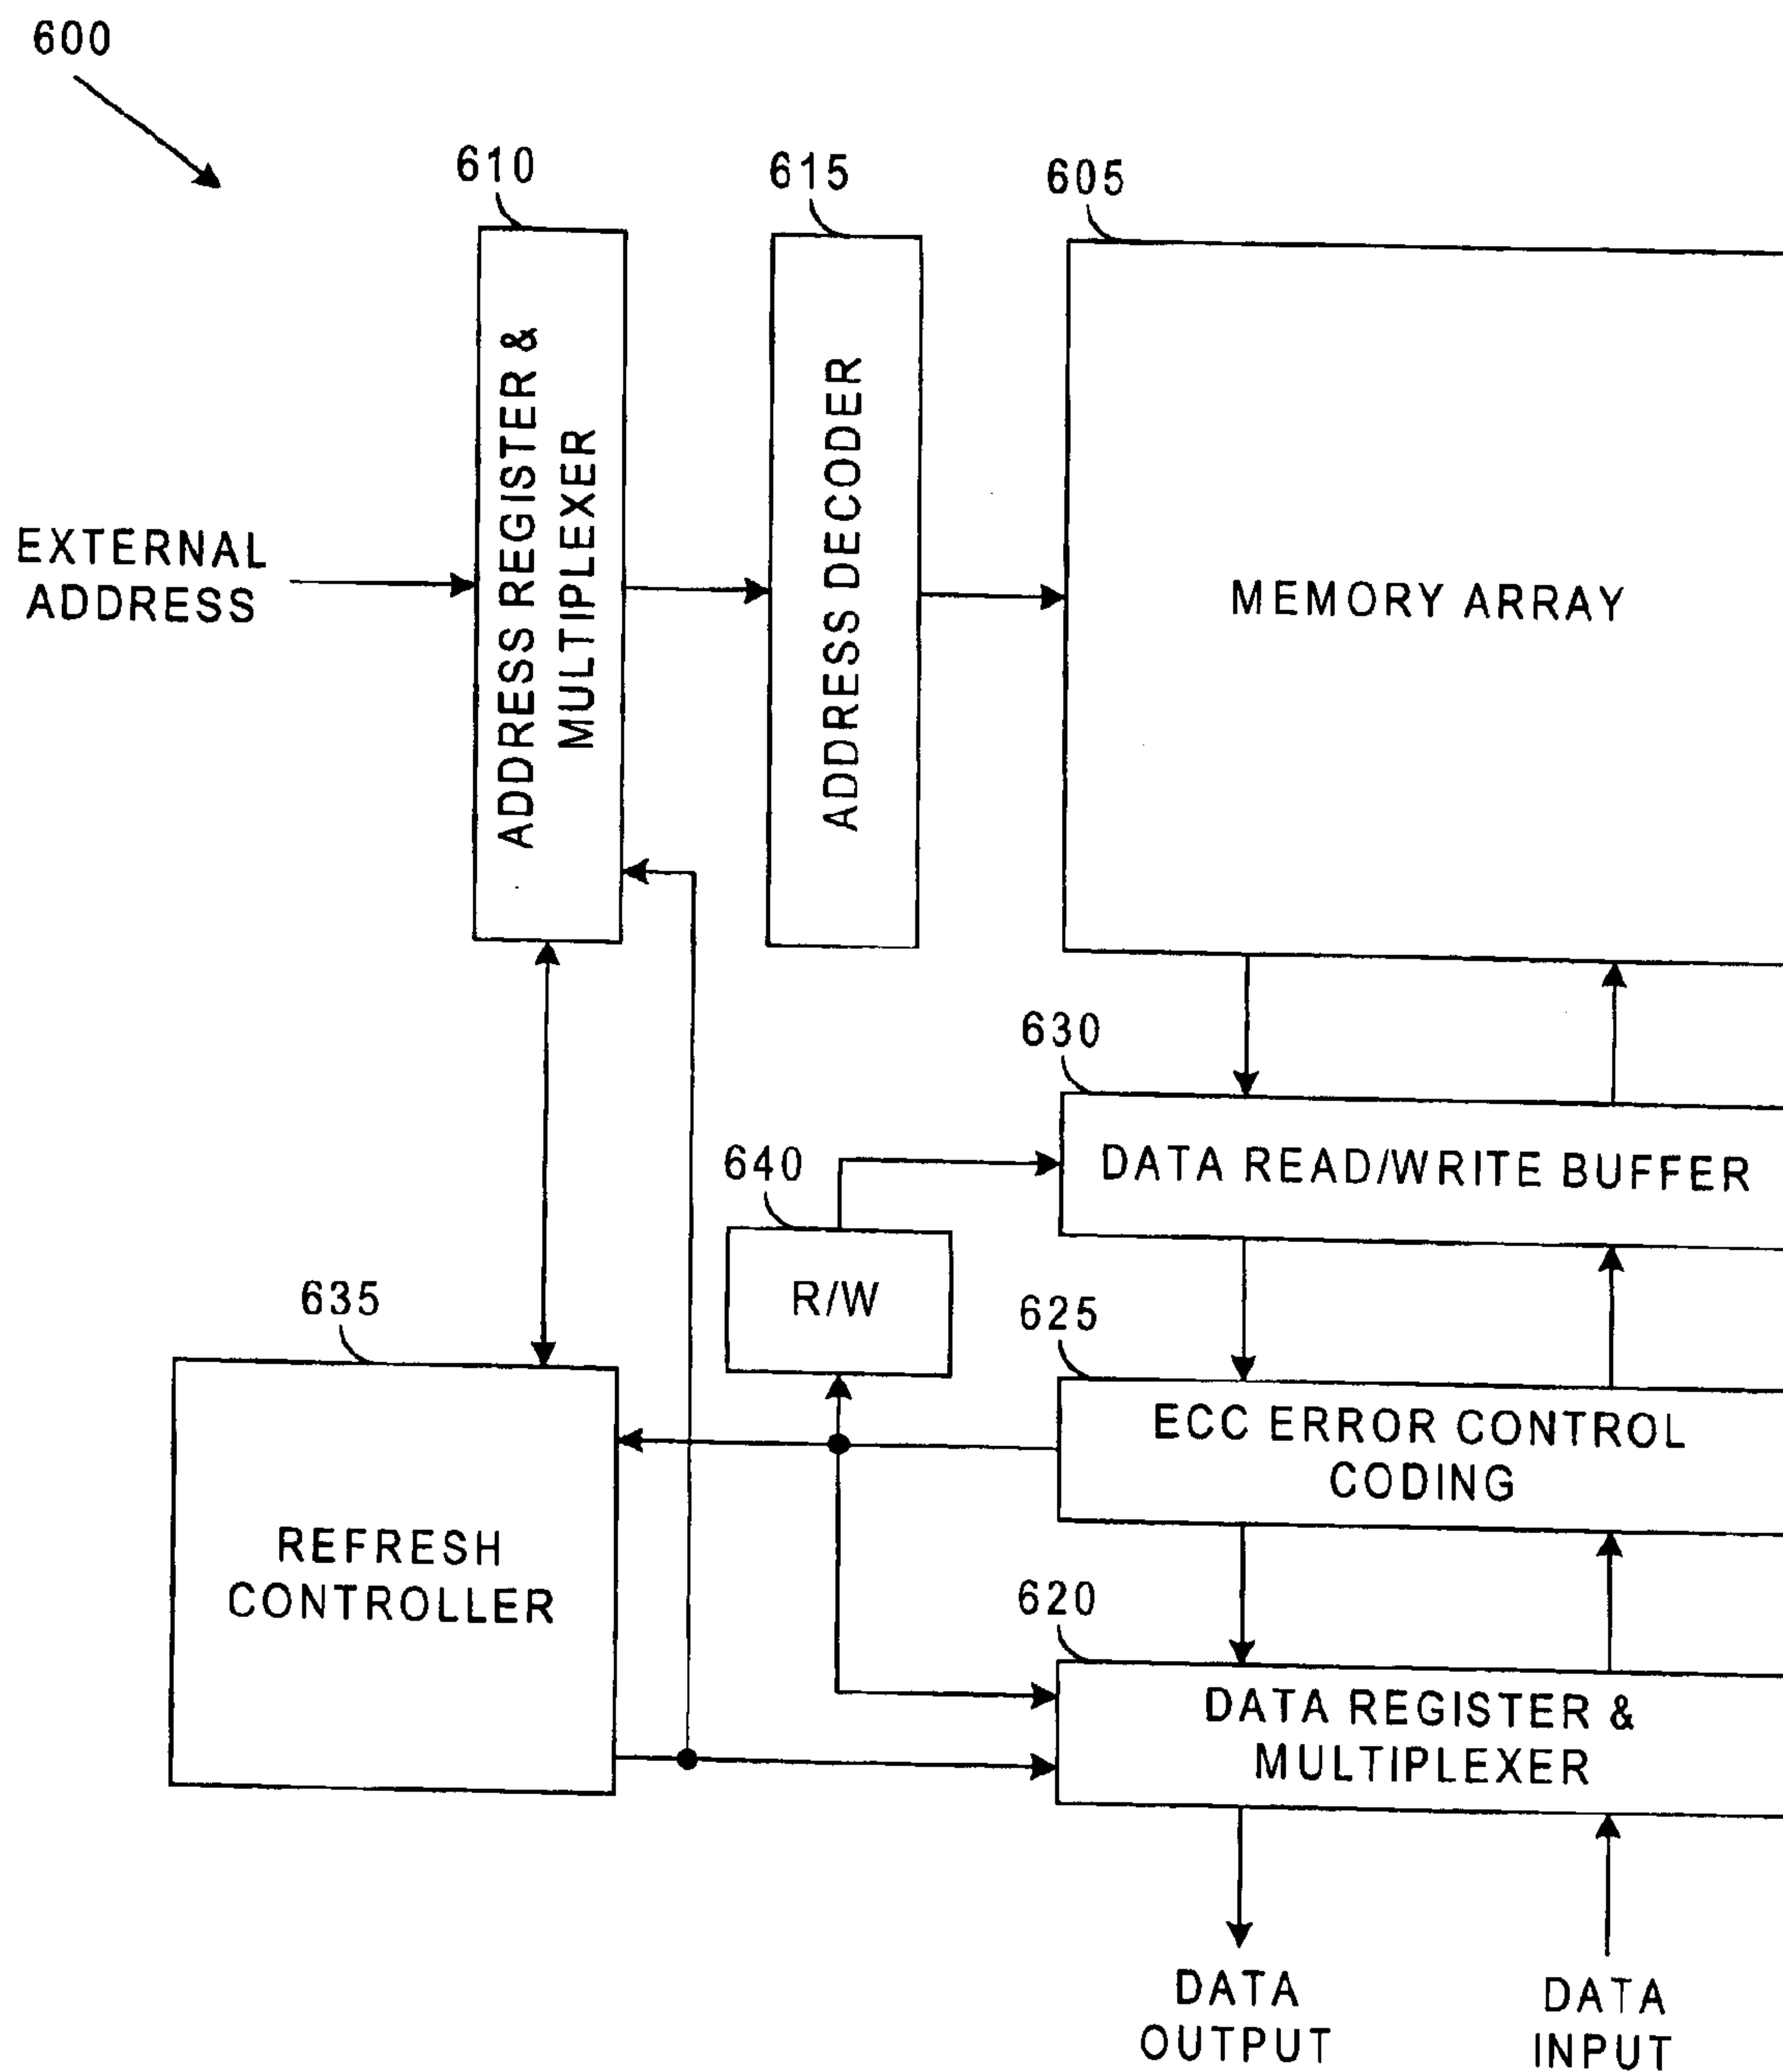 600
610
615
605
ADDRESS REGISTER &
MULTIPLEXER
ADDRESS DECODER
EXTERNAL
ADDRESS
MEMORY ARRAY
630
DATA READ/WRITE BUFFER
640
R/W
635
625
ECC ERROR CONTROL
CODING
REFRESH
CONTROLLER
620
DATA REGISTER &
MULTIPLEXER
DATA
OUTPUT
DATA
INPUT